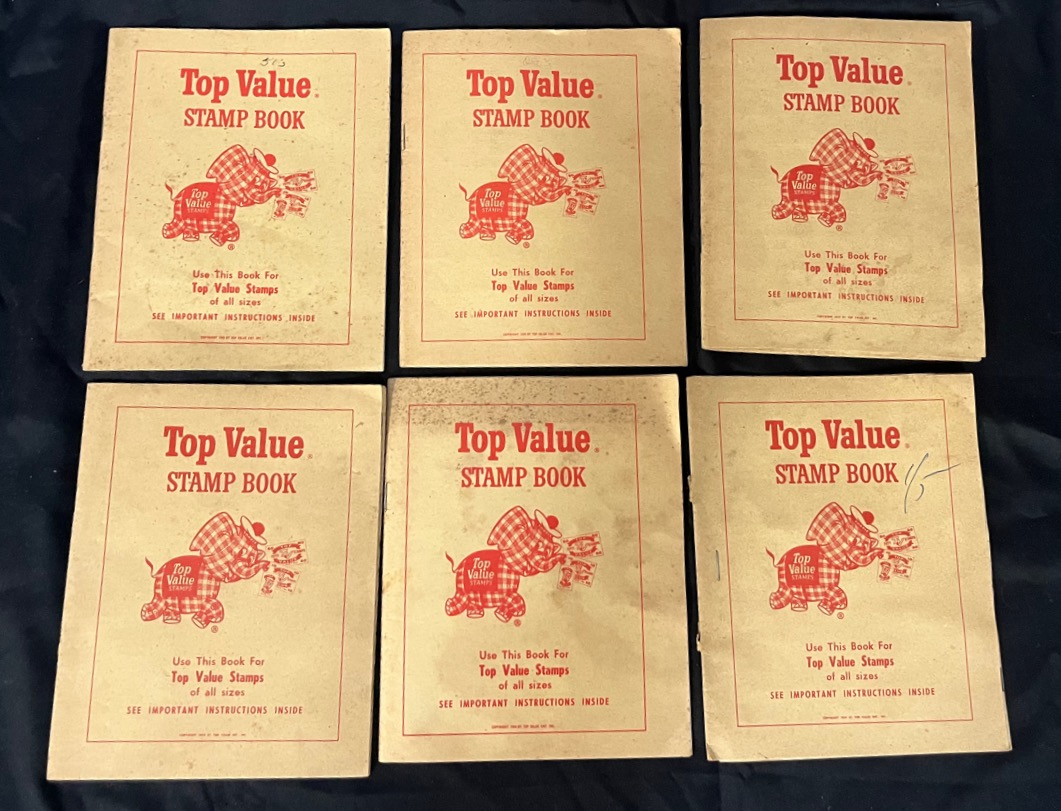 Top Value
STAMP BOOK
Top
Value
STAMPS
®
Use This Book For
Top Value Stamps
of all sizes
SEE IMPORTANT INSTRUCTIONS INSIDE
Top Value
STAMP BOOK
Top
Value
STAMPS
®
Use This Book For
Top Value Stamps
of all sizes
SEE IMPORTANT INSTRUCTIONS INSIDE
Top Value
STAMP BOOK
Top
Value
STAMPS
®
Use This Book For
Top Value Stamps
of all sizes
SEE IMPORTANT INSTRUCTIONS INSIDE
Top Value
STAMP BOOK
Top
Value
STAMPS
®
Use This Book For
Top Value Stamps
of all sizes
SEE IMPORTANT INSTRUCTIONS INSIDE
Top Value
STAMP BOOK
Top
Value
STAMPS
®
Use This Book For
Top Value Stamps
of all sizes
SEE IMPORTANT INSTRUCTIONS INSIDE
Top Value
STAMP BOOK
Top
Value
STAMPS
®
Use This Book For
Top Value Stamps
of all sizes
SEE IMPORTANT INSTRUCTIONS INSIDE